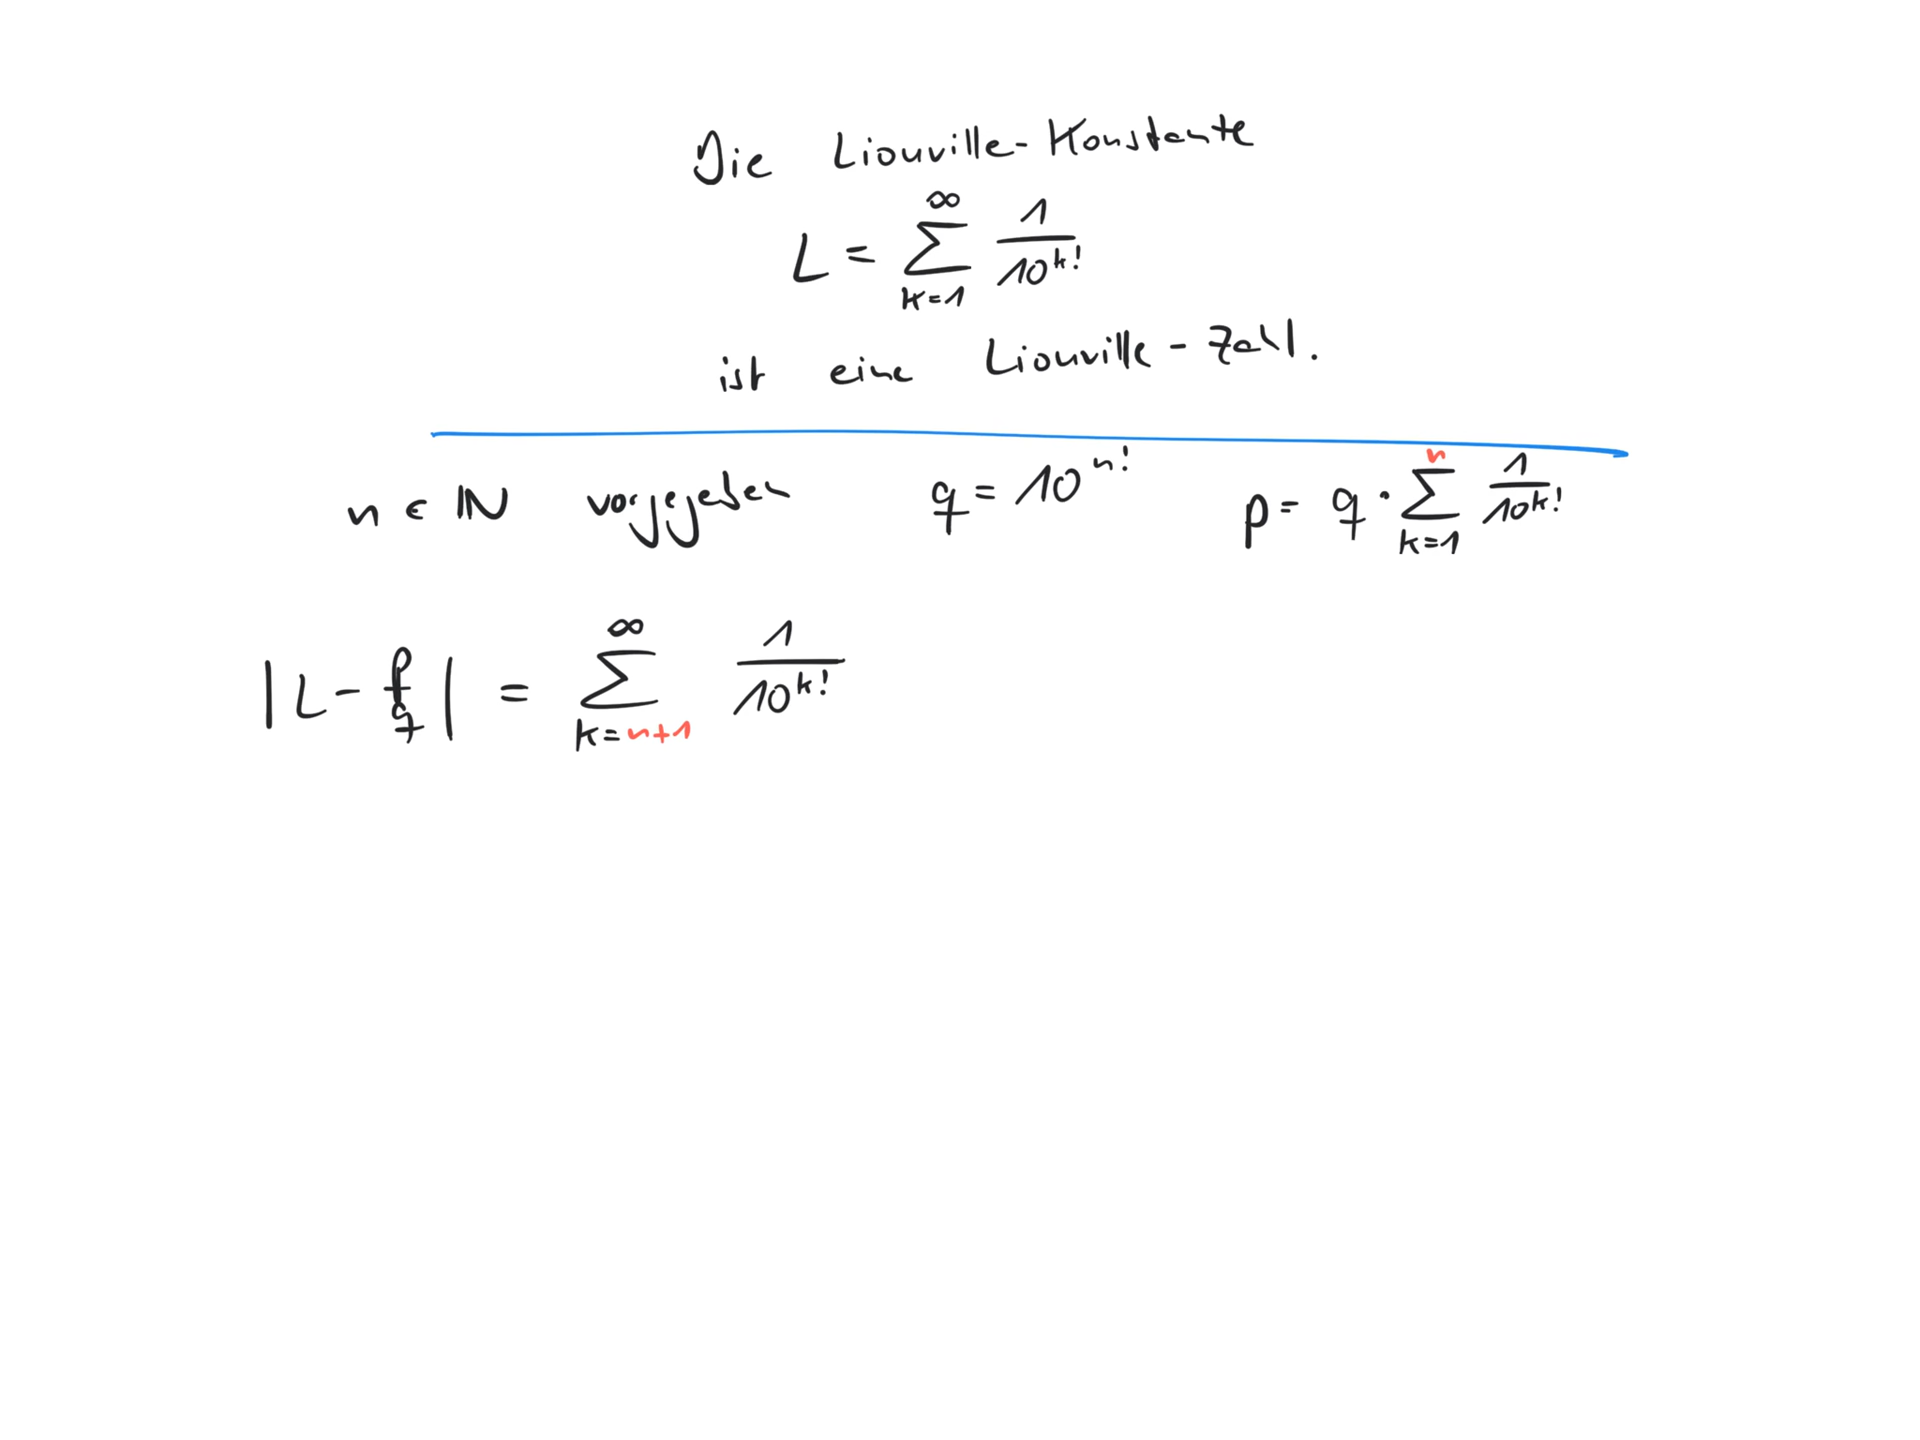 Die Liouville-Konstante
L = ∑_{k=1}^{∞} 1/10^{k!}
ist eine Liouville-Zahl.
n ∈ ℕ vorgegeben q = 10^{n!} p = q · ∑_{k=1}^{n} 1/10^{k!}
|L - p/q| = ∑_{k=n+1}^{∞} 1/10^{k!}